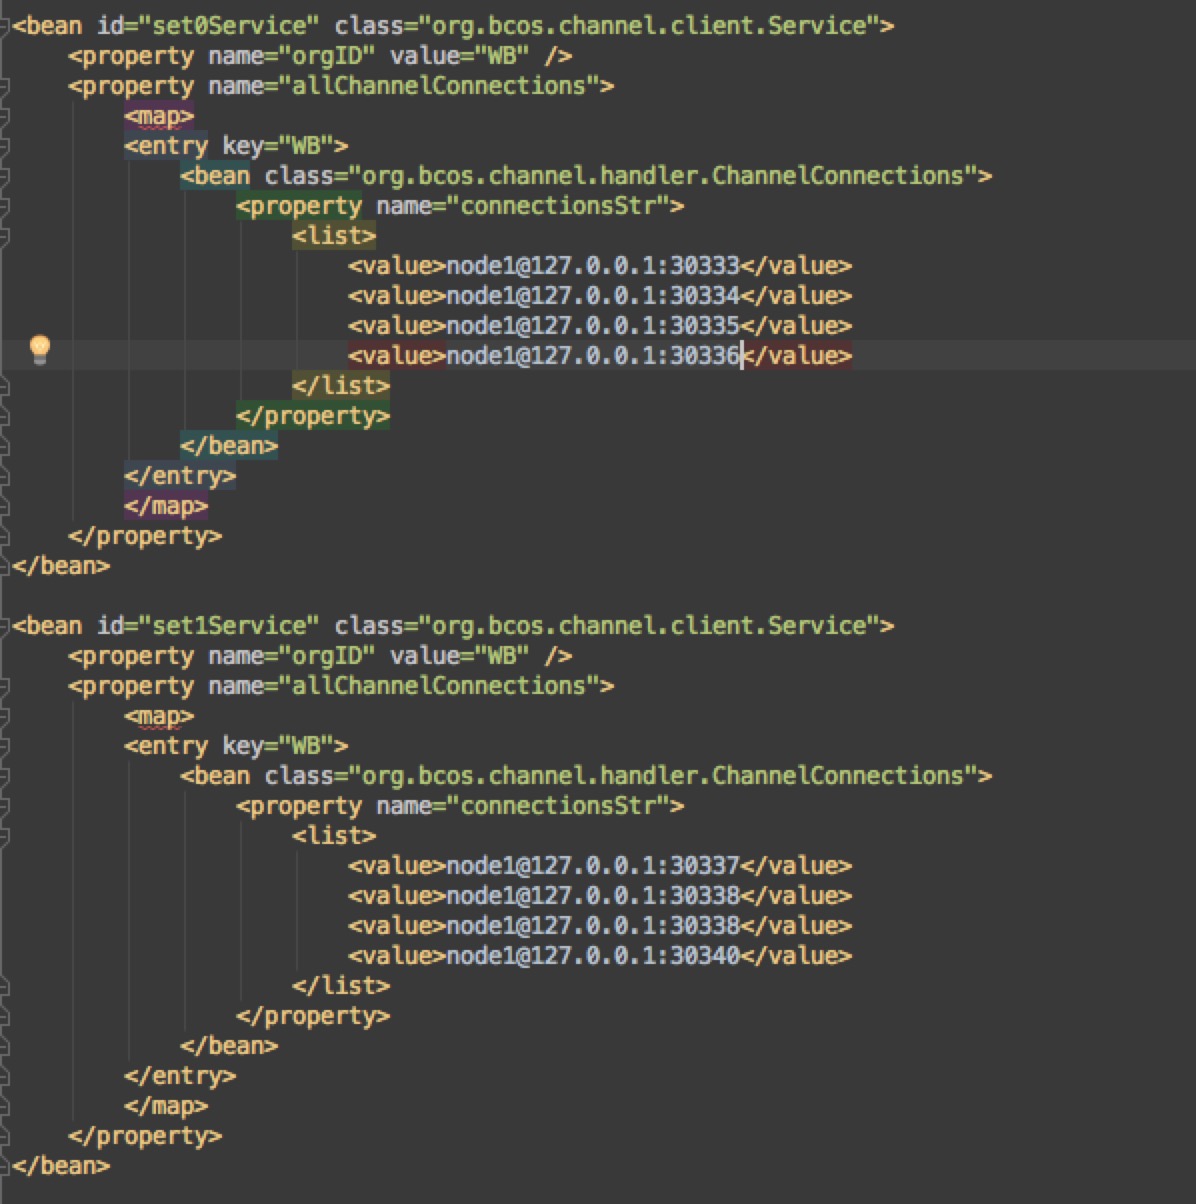 <bean id="set0Service" class="org.bcos.channel.client.Service">
<property name="orgID" value="WB" />
<property name="allChannelConnections">
<map>
<entry key="WB">
<bean class="org.bcos.channel.handler.ChannelConnections">
<property name="connectionsStr">
<list>
<value>node1@127.0.0.1:30333</value>
<value>node1@127.0.0.1:30334</value>
<value>node1@127.0.0.1:30335</value>
<value>node1@127.0.0.1:30336</value>
</list>
</property>
</bean>
</entry>
</map>
</property>
</bean>
<bean id="set1Service" class="org.bcos.channel.client.Service">
<property name="orgID" value="WB" />
<property name="allChannelConnections">
<map>
<entry key="WB">
<bean class="org.bcos.channel.handler.ChannelConnections">
<property name="connectionsStr">
<list>
<value>node1@127.0.0.1:30337</value>
<value>node1@127.0.0.1:30338</value>
<value>node1@127.0.0.1:30338</value>
<value>node1@127.0.0.1:30340</value>
</list>
</property>
</bean>
</entry>
</map>
</property>
</bean>